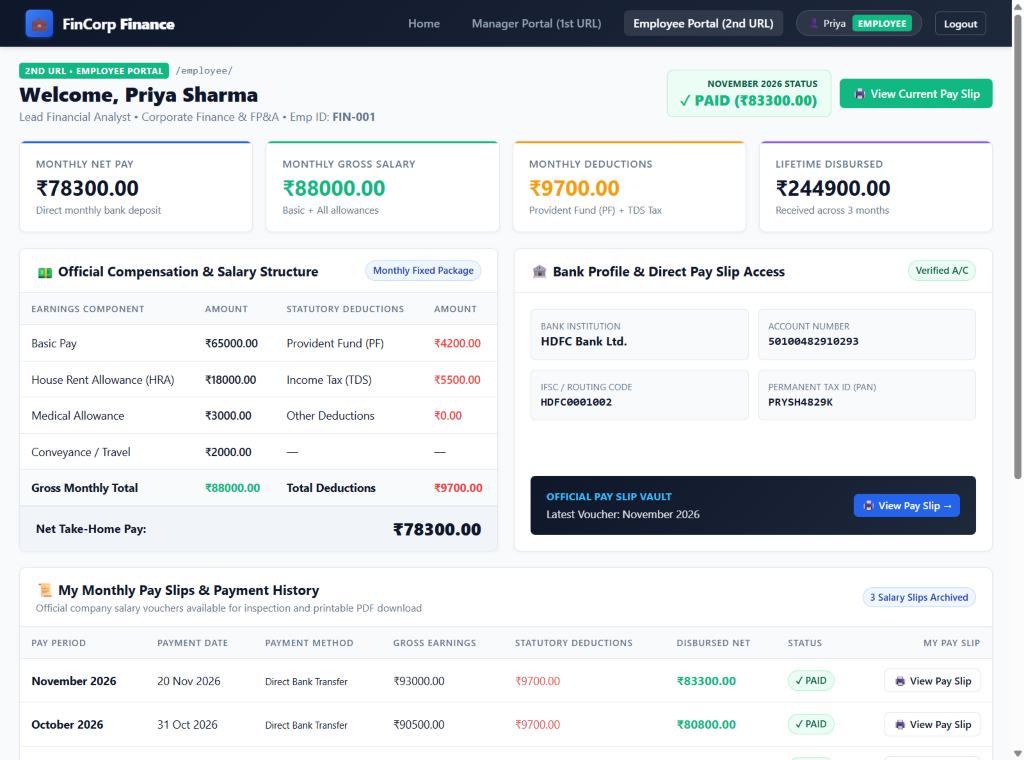 FinCorp Finance
Home
Manager Portal (1st URL)
Employee Portal (2nd URL)
Priya EMPLOYEE
Logout
2ND URL • EMPLOYEE PORTAL /employee/
Welcome, Priya Sharma
Lead Financial Analyst • Corporate Finance & FP&A • Emp ID: FIN-001
NOVEMBER 2026 STATUS
✓ PAID (₹83300.00)
View Current Pay Slip
MONTHLY NET PAY
₹78300.00
Direct monthly bank deposit
MONTHLY GROSS SALARY
₹88000.00
Basic + All allowances
MONTHLY DEDUCTIONS
₹9700.00
Provident Fund (PF) + TDS Tax
LIFETIME DISBURSED
₹244900.00
Received across 3 months
Official Compensation & Salary Structure
Monthly Fixed Package
EARNINGS COMPONENT AMOUNT STATUTORY DEDUCTIONS AMOUNT
Basic Pay ₹65000.00 Provident Fund (PF) ₹4200.00
House Rent Allowance (HRA) ₹18000.00 Income Tax (TDS) ₹5500.00
Medical Allowance ₹3000.00 Other Deductions ₹0.00
Conveyance / Travel ₹2000.00 — —
Gross Monthly Total ₹88000.00 Total Deductions ₹9700.00
Net Take-Home Pay: ₹78300.00
Bank Profile & Direct Pay Slip Access
Verified A/C
BANK INSTITUTION
HDFC Bank Ltd.
ACCOUNT NUMBER
50100482910293
IFSC / ROUTING CODE
HDFC0001002
PERMANENT TAX ID (PAN)
PRYSH4829K
OFFICIAL PAY SLIP VAULT
Latest Voucher: November 2026
View Pay Slip →
My Monthly Pay Slips & Payment History
Official company salary vouchers available for inspection and printable PDF download
3 Salary Slips Archived
PAY PERIOD PAYMENT DATE PAYMENT METHOD GROSS EARNINGS STATUTORY DEDUCTIONS DISBURSED NET STATUS MY PAY SLIP
November 2026 20 Nov 2026 Direct Bank Transfer ₹93000.00 ₹9700.00 ₹83300.00 ✓ PAID View Pay Slip
October 2026 31 Oct 2026 Direct Bank Transfer ₹90500.00 ₹9700.00 ₹80800.00 ✓ PAID View Pay Slip